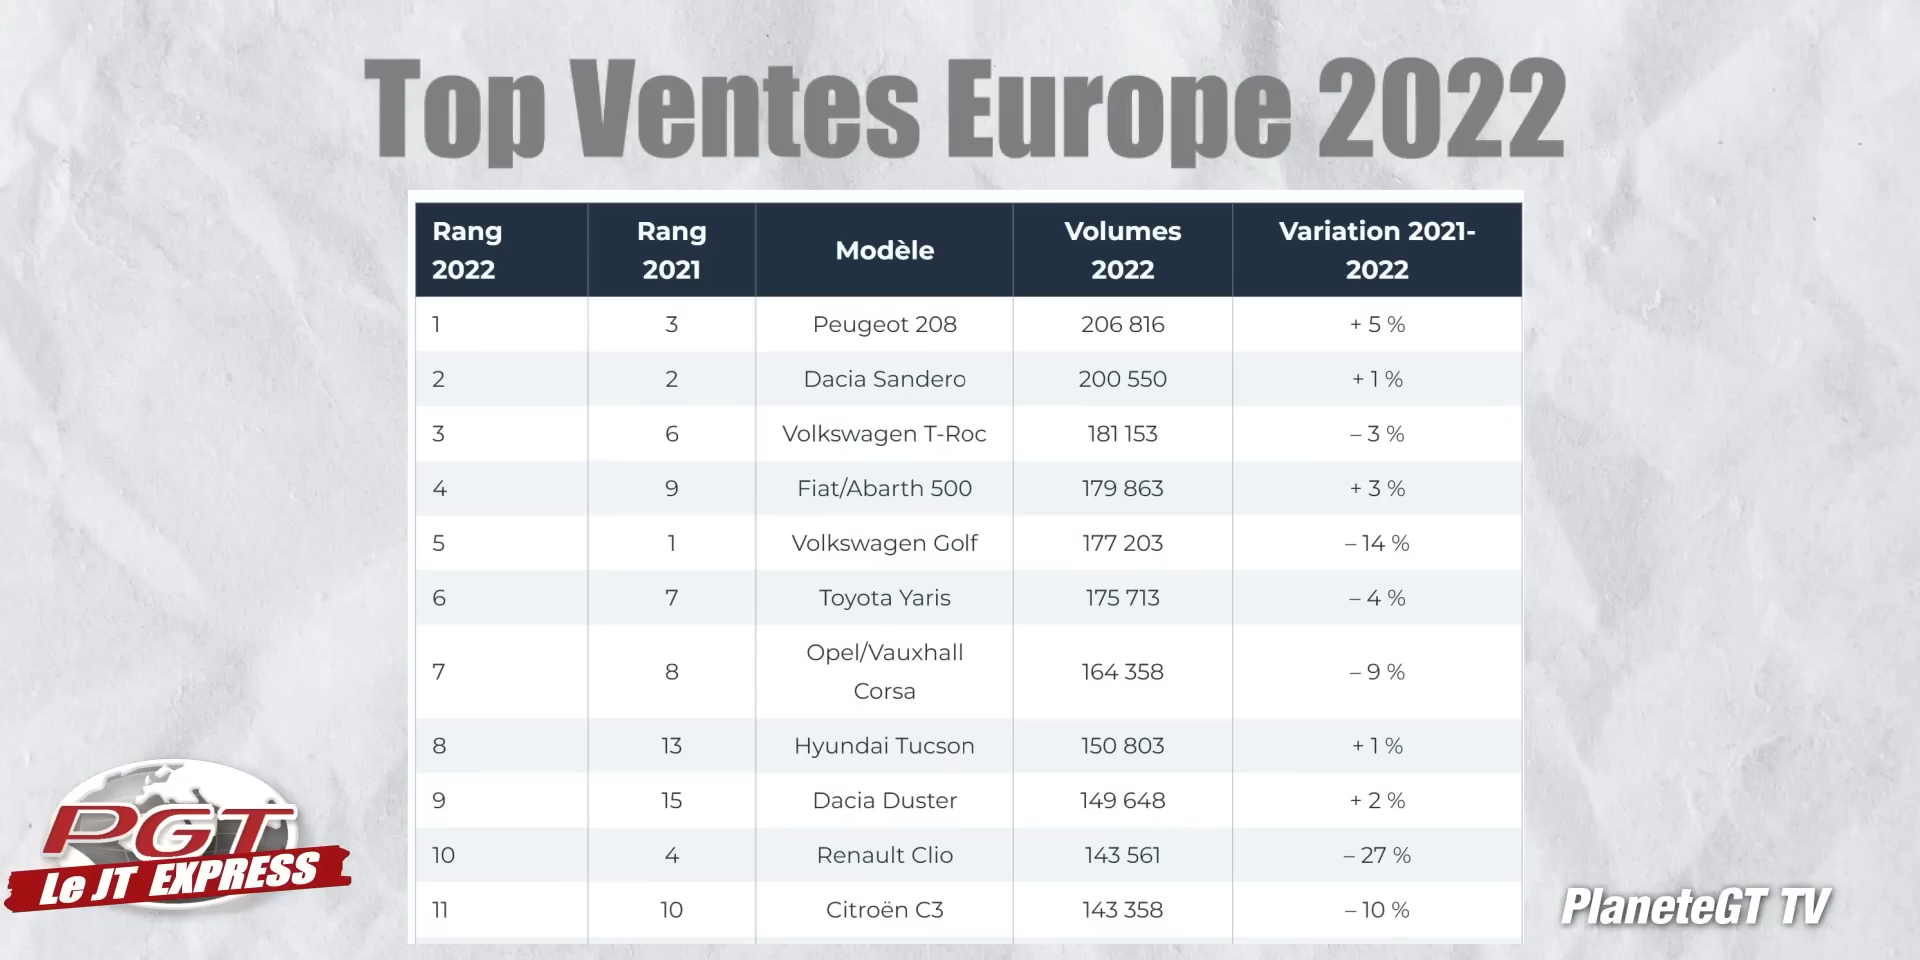 Top Ventes Europe 2022
Rang 2022 Rang 2021 Modèle Volumes 2022 Variation 2021-2022
1 3 Peugeot 208 206 816 + 5 %
2 2 Dacia Sandero 200 550 + 1 %
3 6 Volkswagen T-Roc 181 153 – 3 %
4 9 Fiat/Abarth 500 179 863 + 3 %
5 1 Volkswagen Golf 177 203 – 14 %
6 7 Toyota Yaris 175 713 – 4 %
7 8 Opel/Vauxhall Corsa 164 358 – 9 %
8 13 Hyundai Tucson 150 803 + 1 %
9 15 Dacia Duster 149 648 + 2 %
10 4 Renault Clio 143 561 – 27 %
11 10 Citroën C3 143 358 – 10 %
PGT
Le JT EXPRESS
PlaneteGT TV